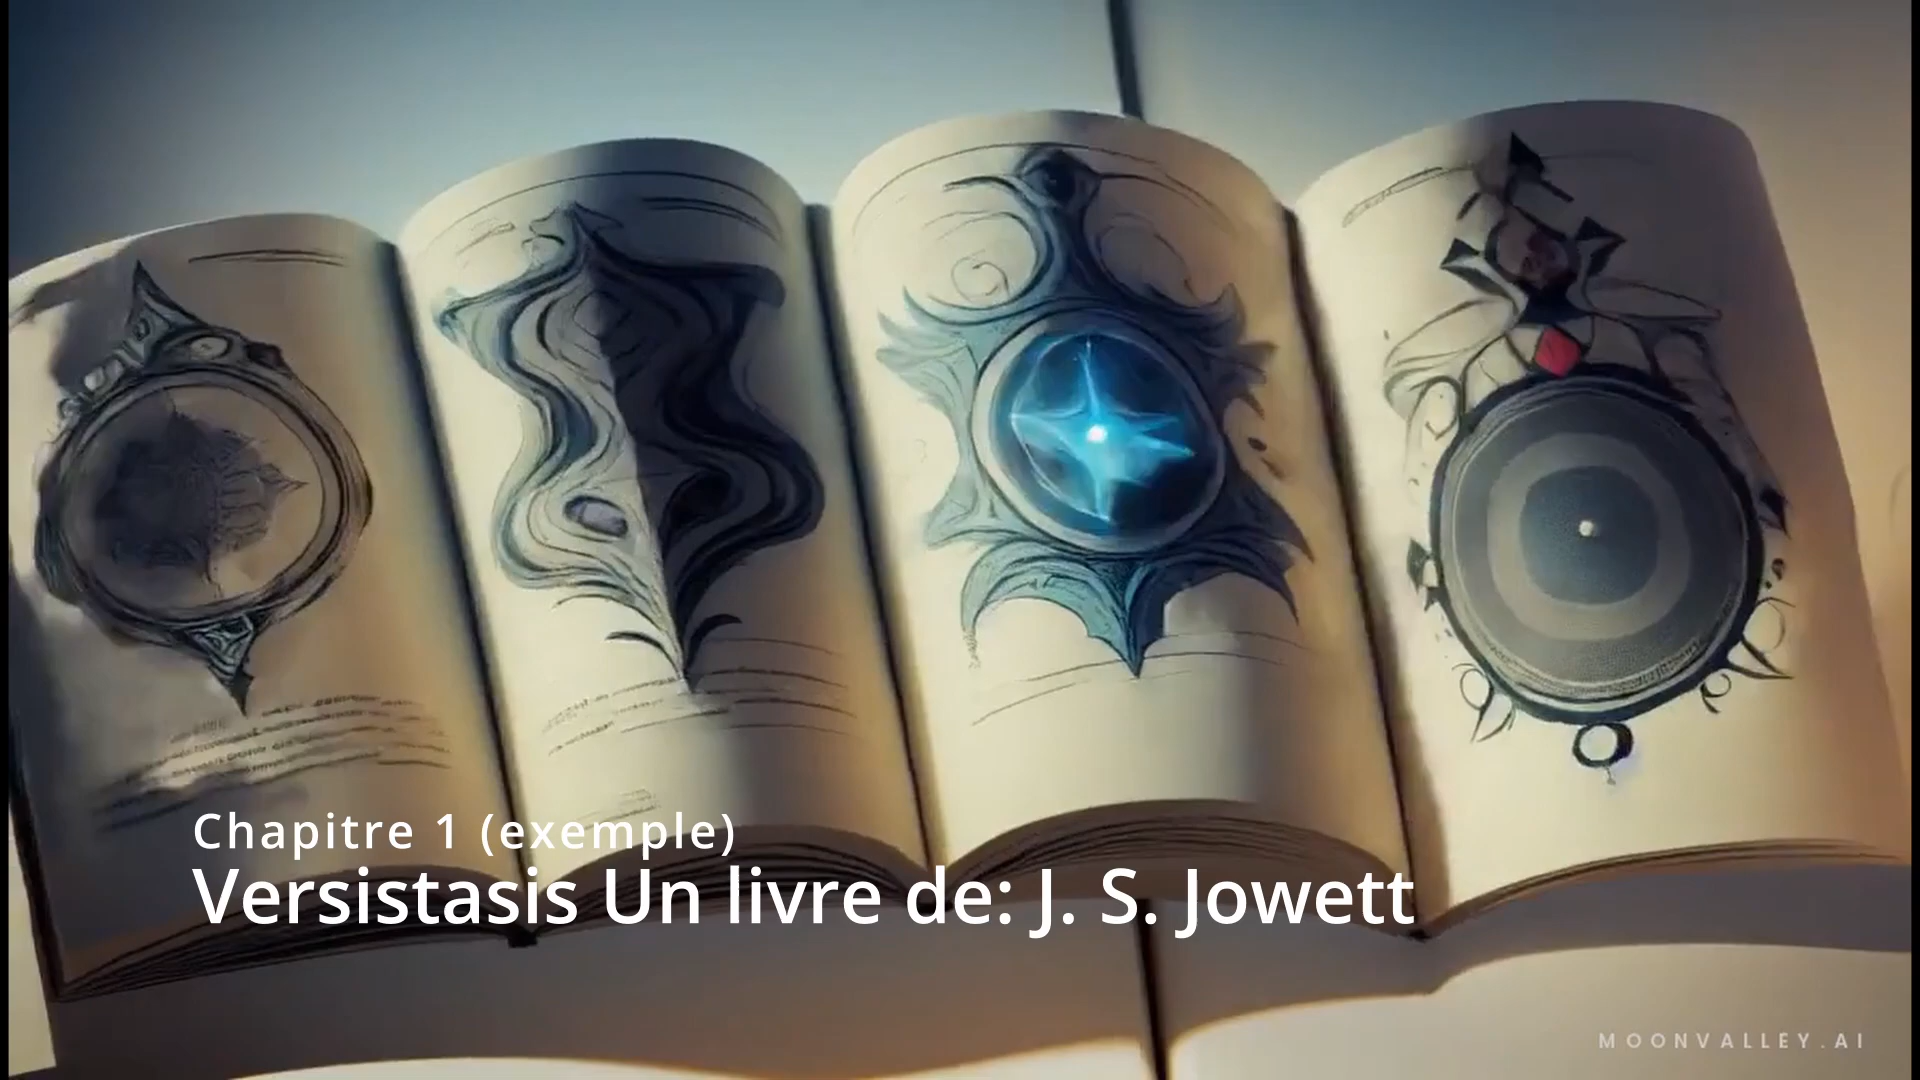 Chapitre 1 (exemple)
Versistasis Un livre de: J. S. Jowett
MOONVALLEY.AI